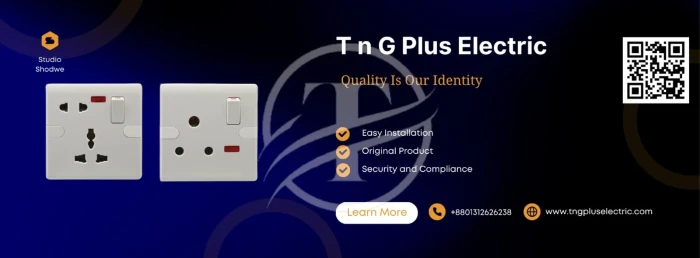 Studio
Shodwe
T n G Plus Electric
Quality Is Our Identity
Easy Installation
Original Product
Security and Compliance
Learn More
+8801312626238
www.tngpluselectric.com